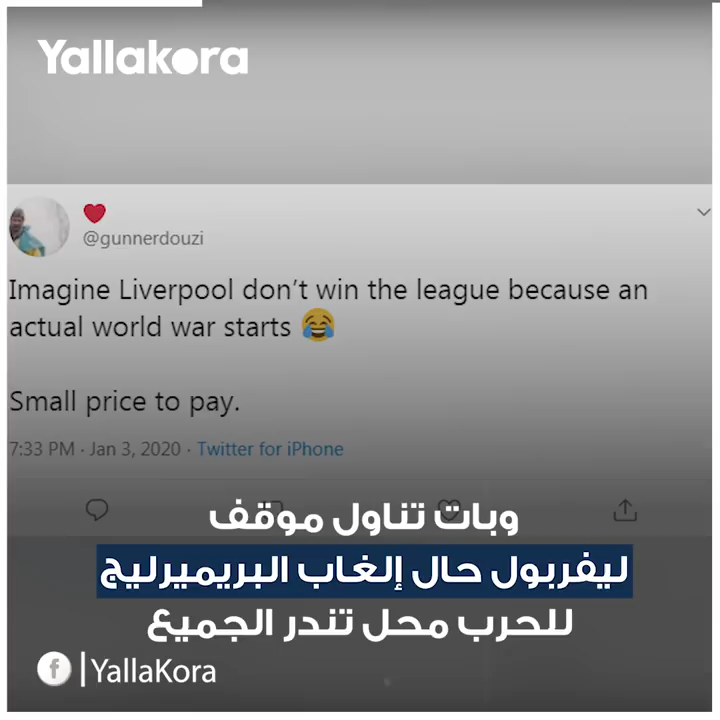 Yallakora
@gunnerdouzi
Imagine Liverpool don't win the league because an
actual world war starts 😂
Small price to pay.
7:33 PM · Jan 3, 2020 · Twitter for iPhone
وبات تناول موقف
ليفربول حال إلغاب البريميرليج
للحرب محل تندر الجميع
f | YallaKora